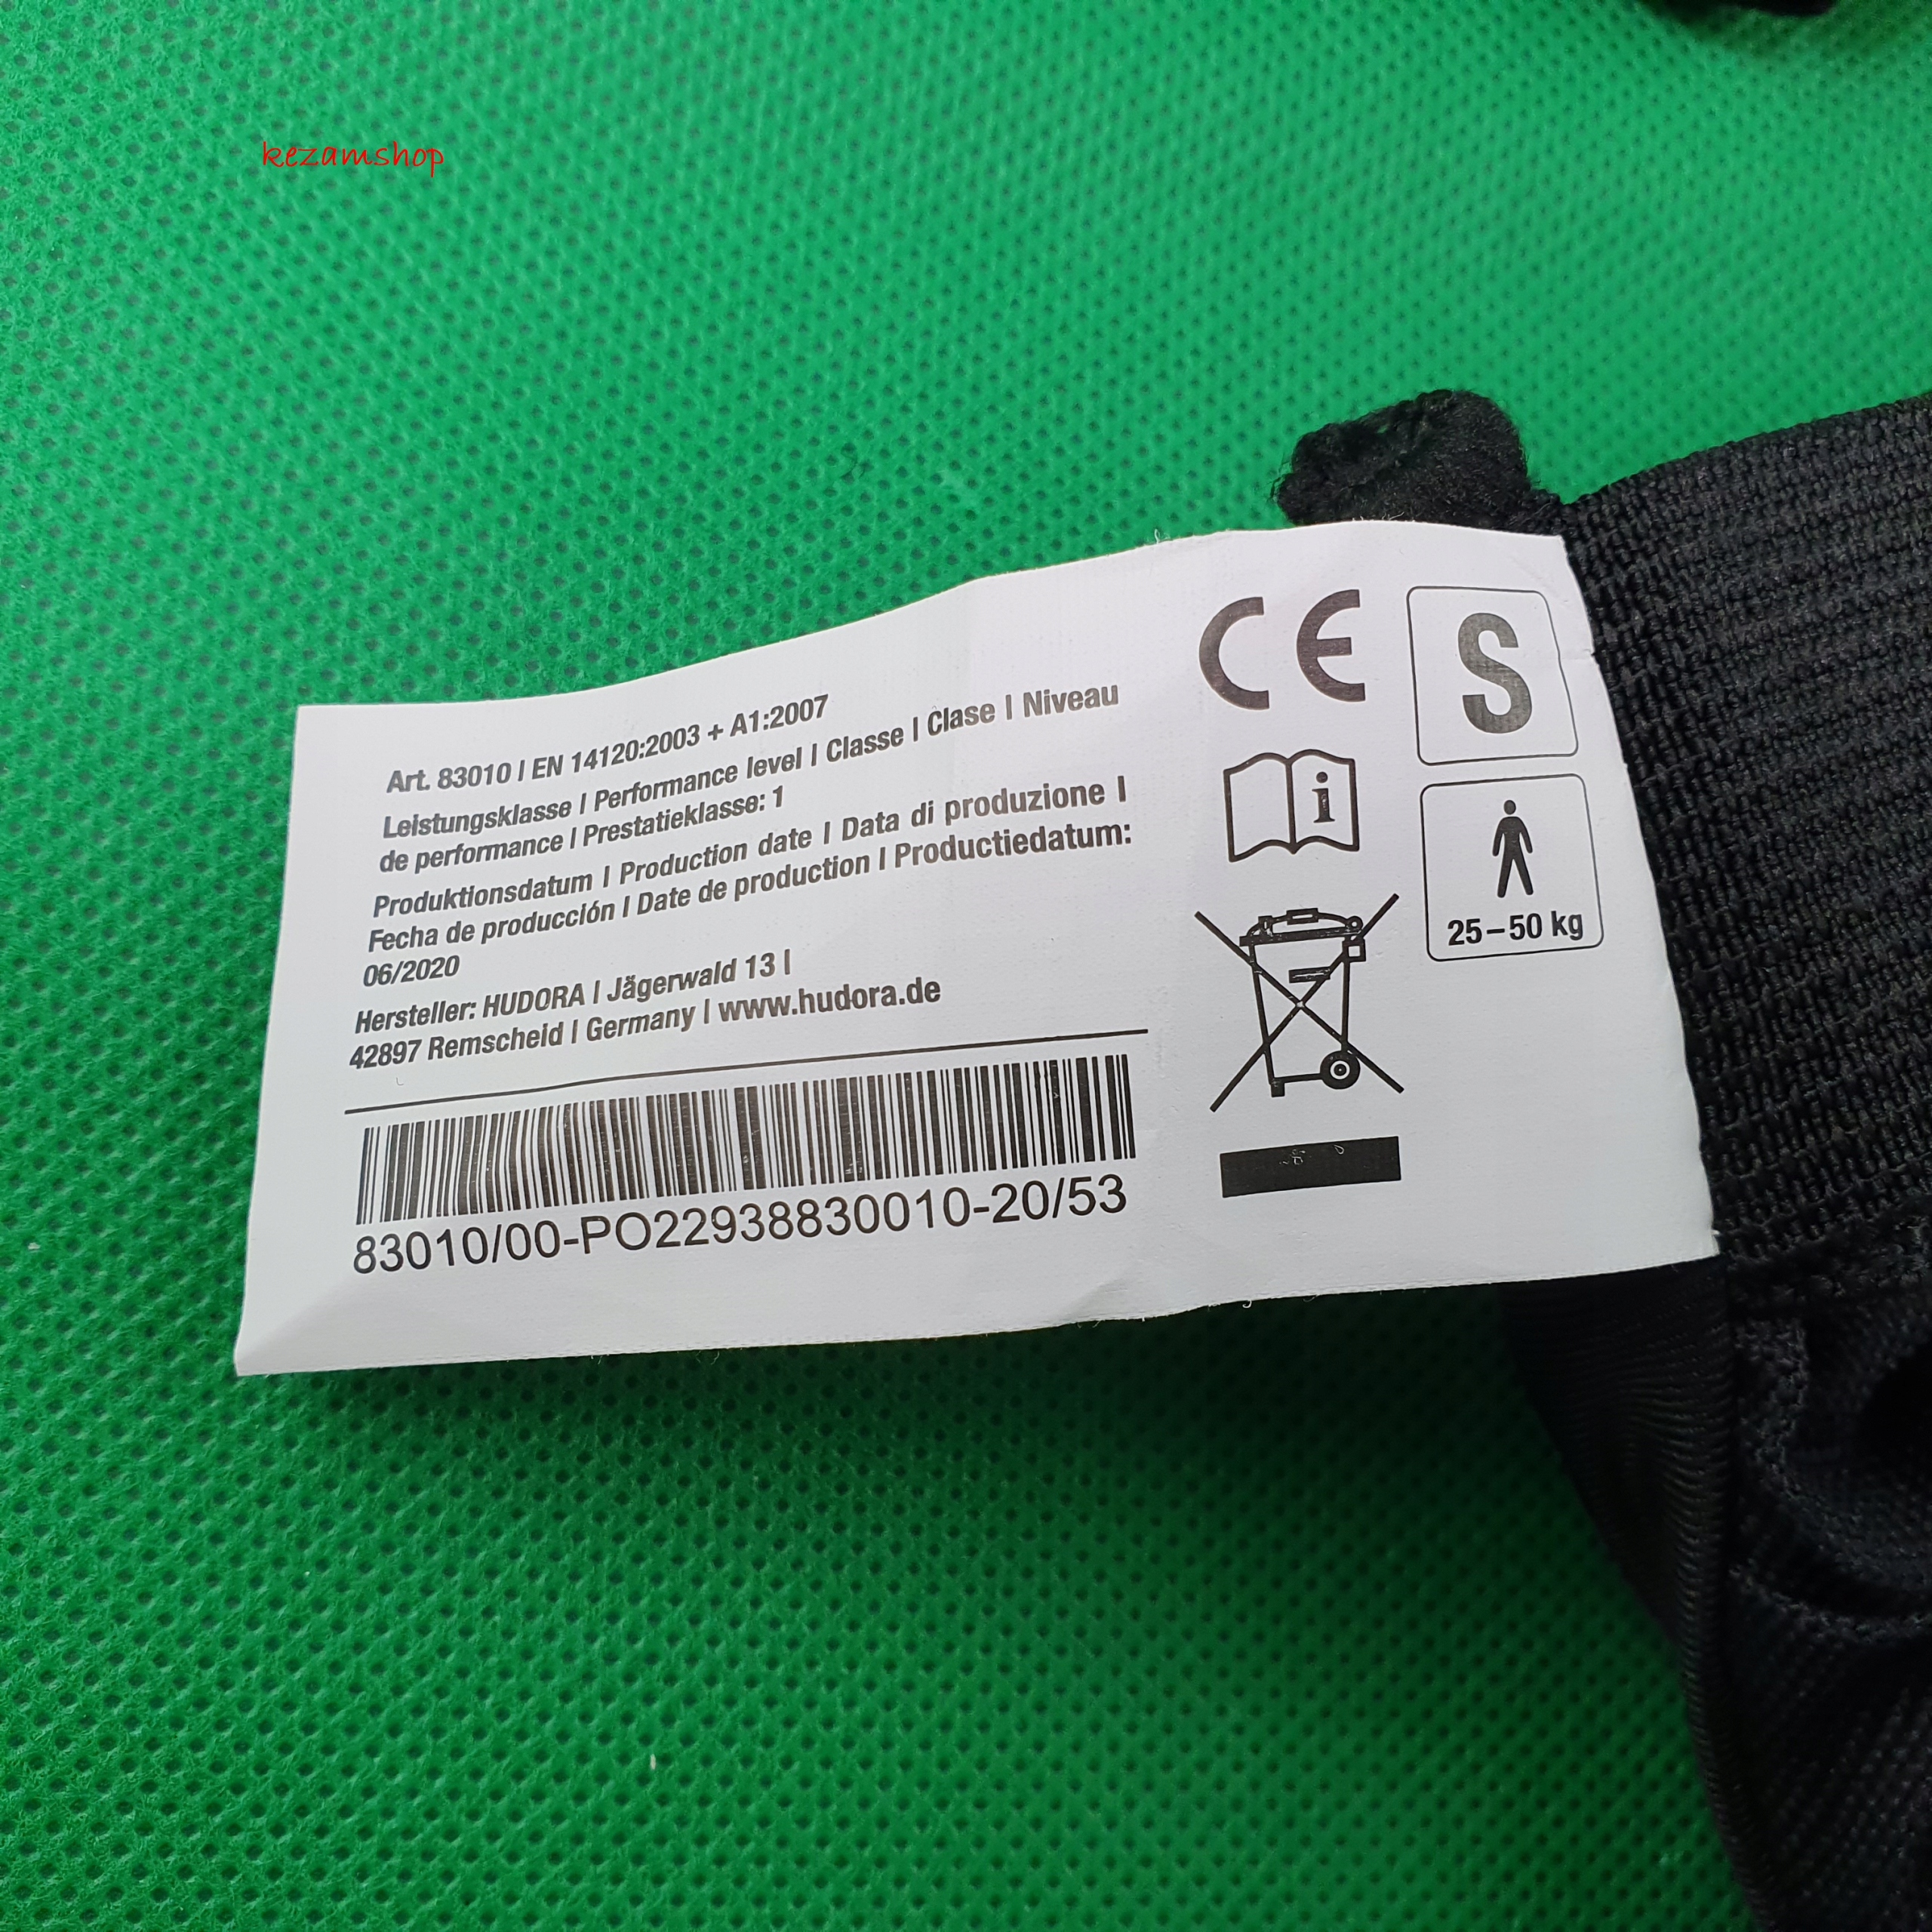 kezamshop
Art. 83010 I EN 14120:2003 + A1:2007
Leistungsklasse I Performance level I Classe I Clase I Niveau
de performance I Prestatieklasse: 1
Produktionsdatum I Production date I Data di produzione I
Fecha de producción I Date de production I Productiedatum:
06/2020
Hersteller: HUDORA I Jägerwald 13 I
42897 Remscheid I Germany I www.hudora.de
83010/00-PO22938830010-20/53
CE
i
S
25–50 kg